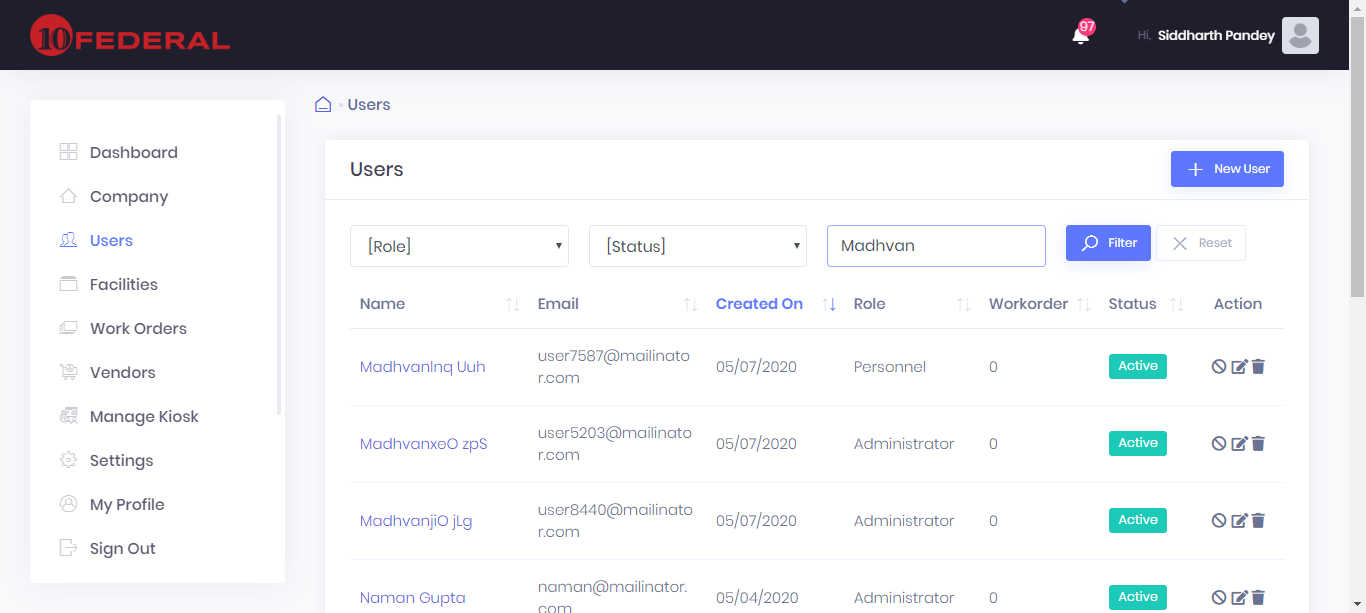 10 FEDERAL
97
Hi, Siddharth Pandey
Dashboard
Company
Users
Facilities
Work Orders
Vendors
Manage Kiosk
Settings
My Profile
Sign Out
Users
Users
New User
[Role]
[Status]
Madhvan
Filter
Reset
Name Email Created On Role Workorder Status Action
MadhvanInq Uuh user7587@mailinato
r.com 05/07/2020 Personnel 0 Active
MadhvanxeO zpS user5203@mailinato
r.com 05/07/2020 Administrator 0 Active
MadhvanjiO jLg user8440@mailinato
r.com 05/07/2020 Administrator 0 Active
Naman Gupta naman@mailinator.
com 05/04/2020 Administrator 0 Active